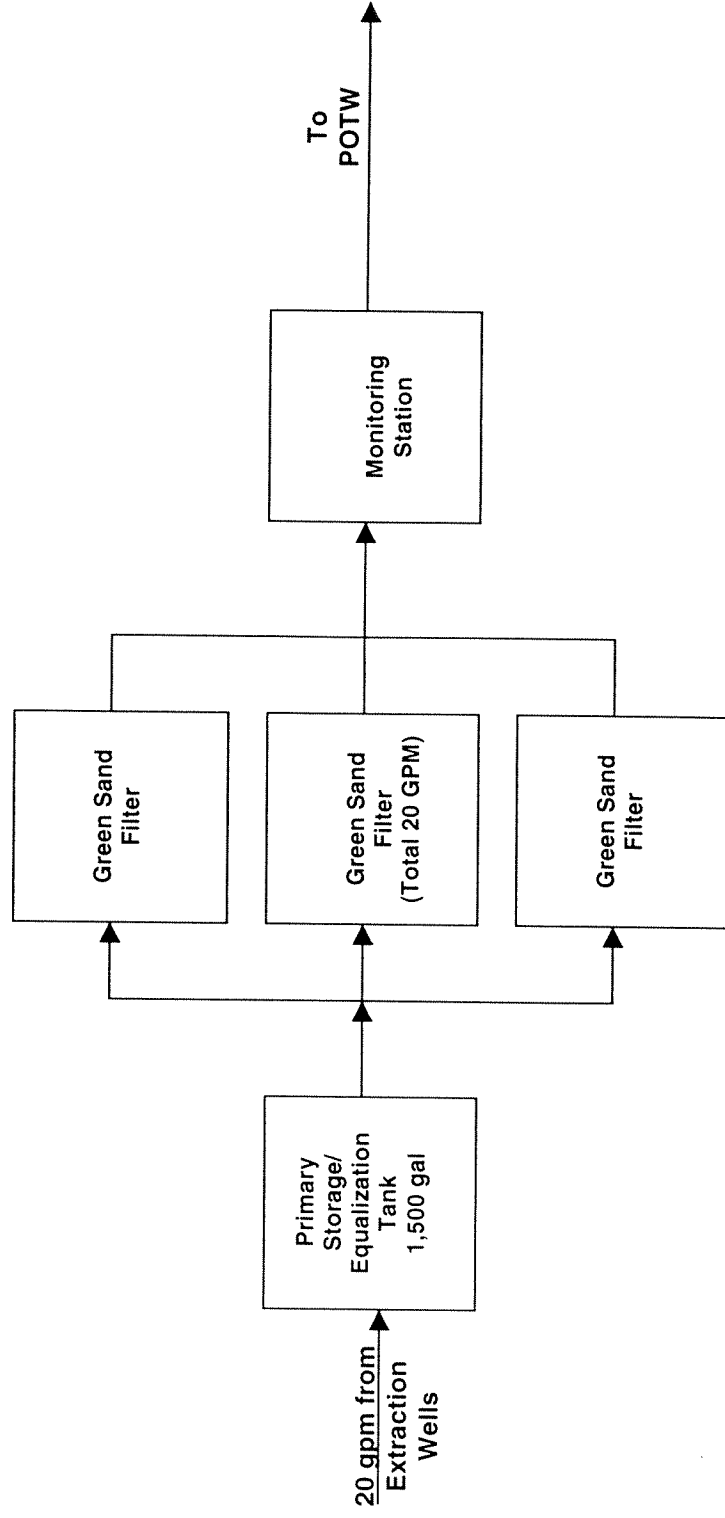 20 gpm from
Extraction
Wells
Primary
Storage/
Equalization
Tank
1,500 gal
Green Sand
Filter
Green Sand
Filter
(Total 20 GPM)
Green Sand
Filter
Monitoring
Station
To
POTW